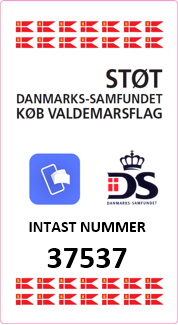 STØT
DANMARKS-SAMFUNDET
KØB VALDEMARSFLAG
DS
DANMARKS-SAMFUNDET
INTAST NUMMER
37537